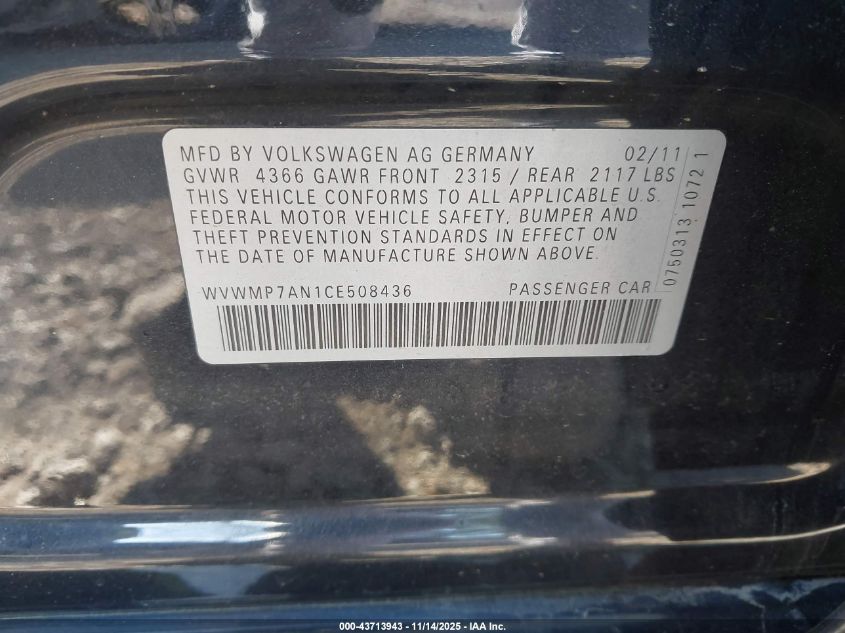 MFD BY VOLKSWAGEN AG GERMANY 02/11
GVWR 4366 GAWR FRONT 2315 / REAR 2117 LBS
THIS VEHICLE CONFORMS TO ALL APPLICABLE U.S.
FEDERAL MOTOR VEHICLE SAFETY, BUMPER AND
THEFT PREVENTION STANDARDS IN EFFECT ON
THE DATE OF MANUFACTURE SHOWN ABOVE.
WVWMP7AN1CE508436 PASSENGER CAR
0750313 1072 1
000-43713943 - 11/14/2025 - IAA Inc.